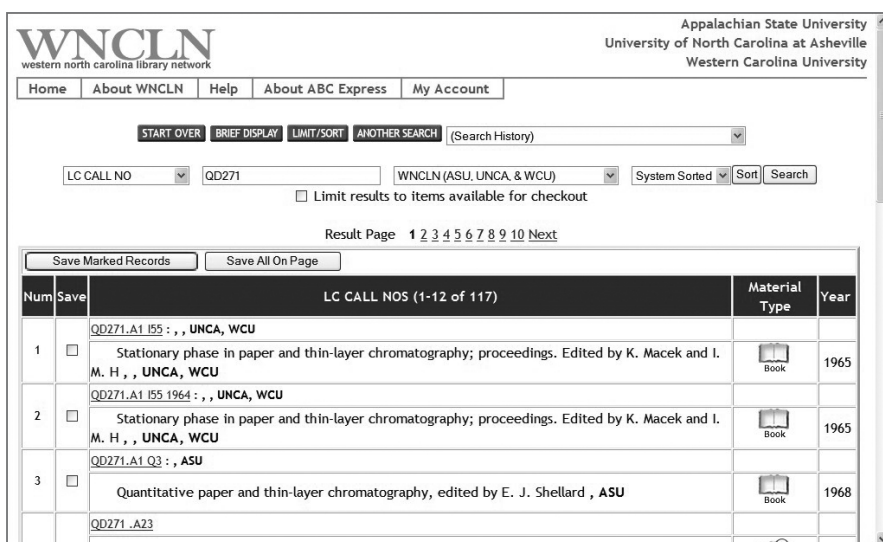 Appalachian State University
WNCLN
University of North Carolina at Asheville
western north carolina library network
Western Carolina University
Home About WNCLN Help About ABC Express My Account
START OVER BRIEF DISPLAY LIMIT/SORT ANOTHER SEARCH (Search History)
LC CALL NO QD271 WNCLN (ASU, UNCA, & WCU) System Sorted Sort Search
Limit results to items available for checkout
Result Page 1 2 3 4 5 6 7 8 9 10 Next
Save Marked Records Save All On Page
Num Save LC CALL NOS (1-12 of 117) Material Type Year
QD271.A1 I55 : , , UNCA, WCU
1 Stationary phase in paper and thin-layer chromatography; proceedings. Edited by K. Macek and I.
M. H , , UNCA, WCU Book 1965
QD271.A1 I55 1964 : , , UNCA, WCU
2 Stationary phase in paper and thin-layer chromatography; proceedings. Edited by K. Macek and I.
M. H , , UNCA, WCU Book 1965
QD271.A1 Q3 : , ASU
3 Quantitative paper and thin-layer chromatography, edited by E. J. Shellard , ASU Book 1968
QD271 .A23